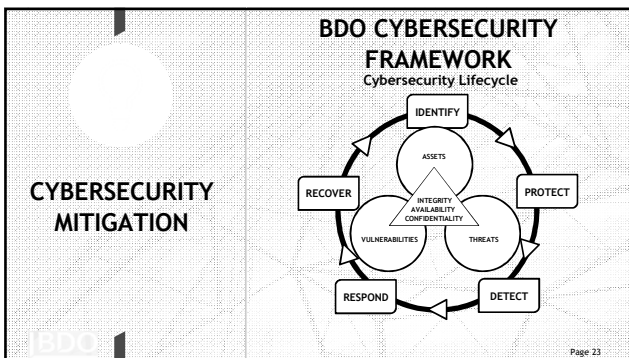 BDO CYBERSECURITY
FRAMEWORK
Cybersecurity Lifecycle
CYBERSECURITY
MITIGATION
IDENTIFY
ASSETS
RECOVER
PROTECT
INTEGRITY
AVAILABILITY
CONFIDENTIALITY
VULNERABILITIES
THREATS
RESPOND
DETECT
BDO
Page 23